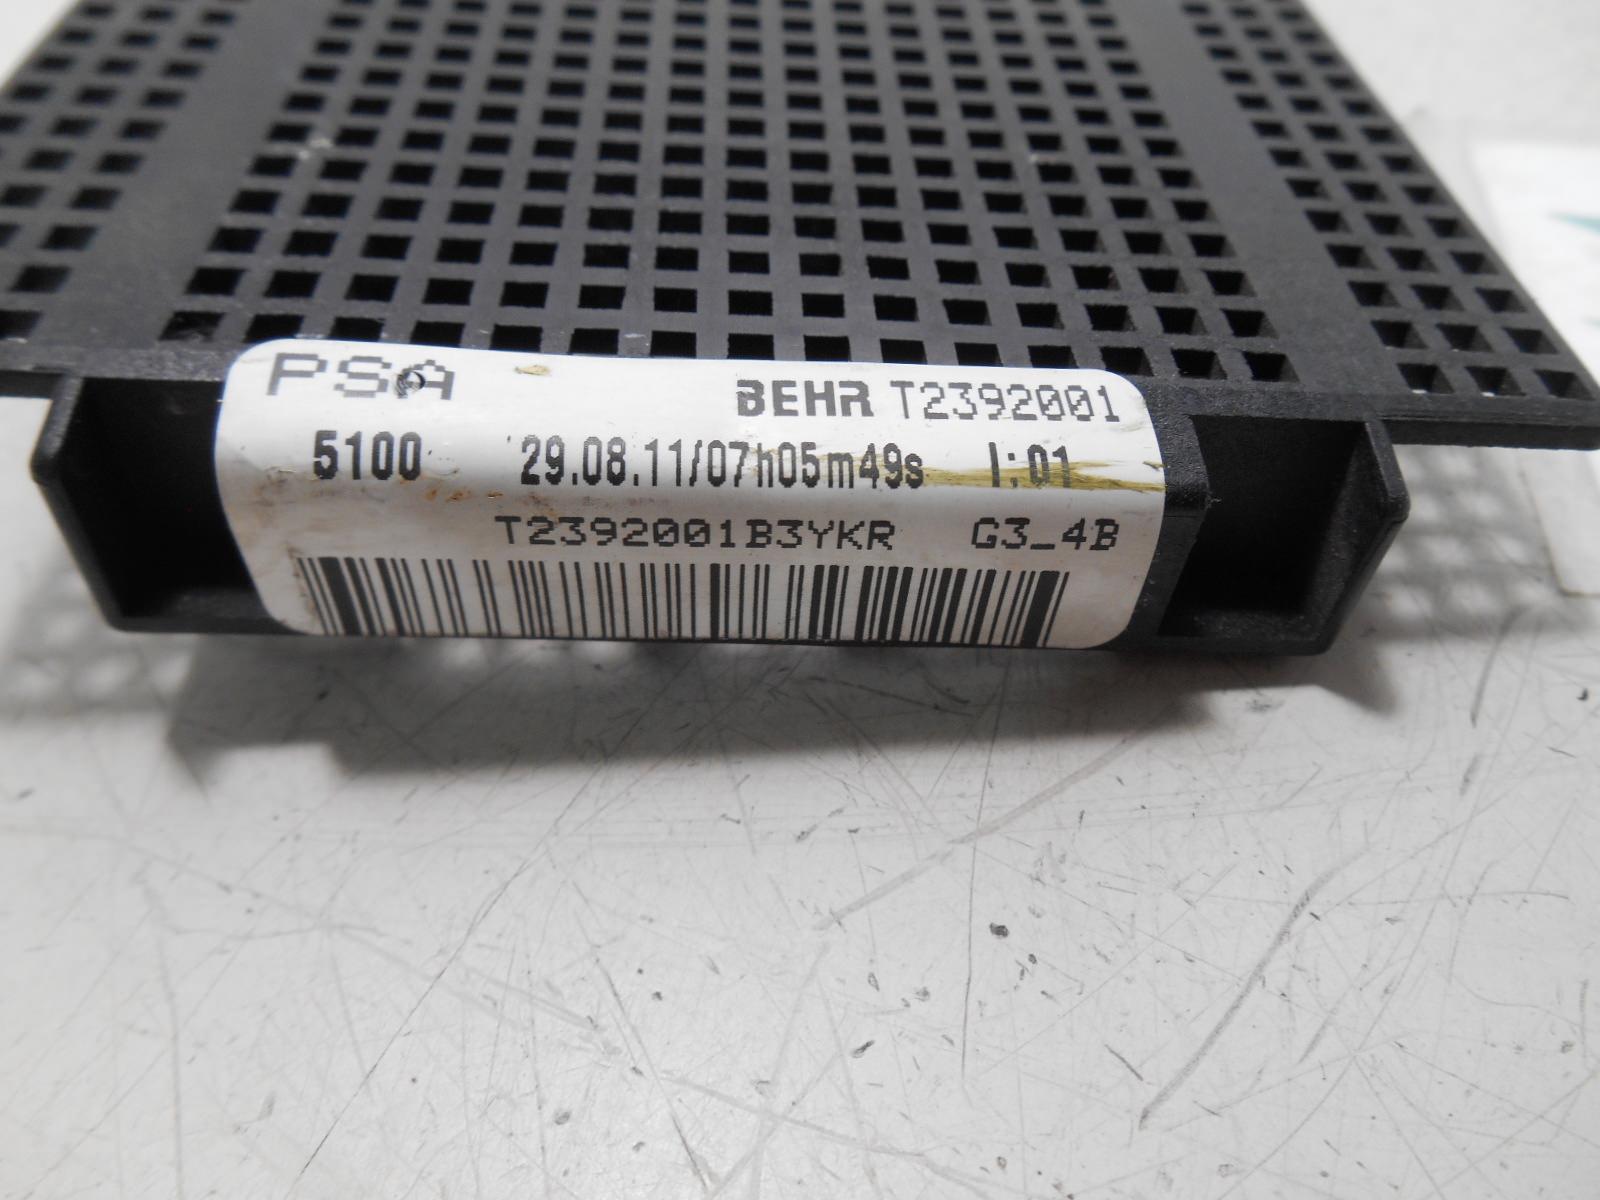 PSA
BEHR T2392001
5100 29.08.11/07h05m49s I:01
T2392001B3YKR G3_4B